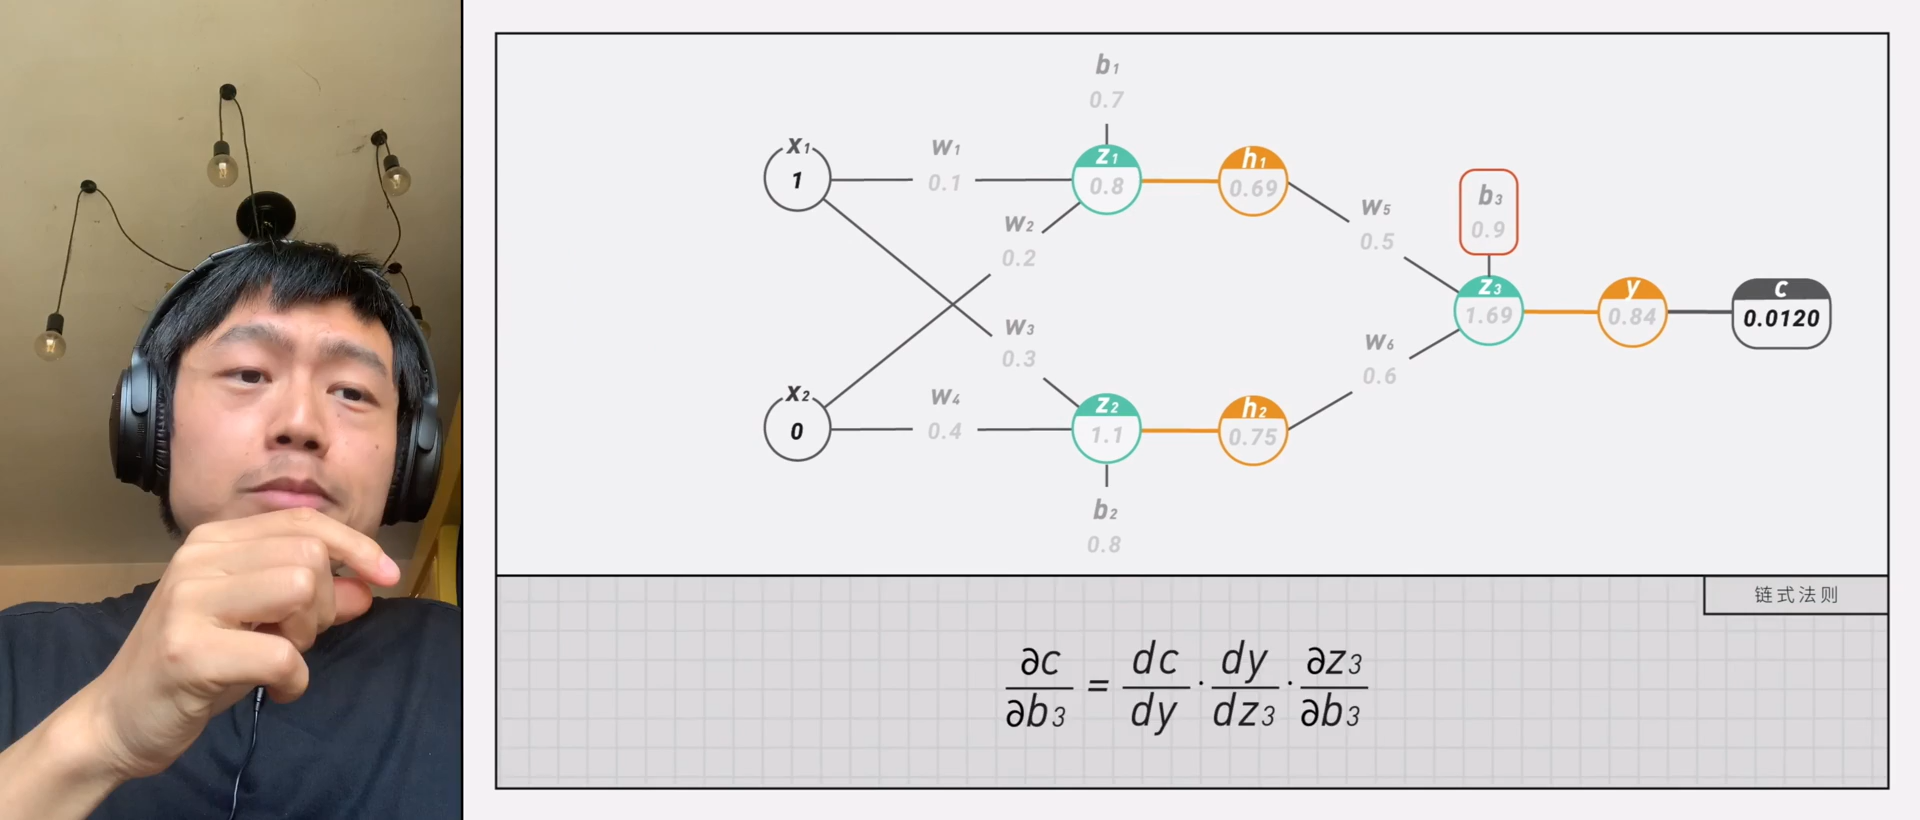 b₁
0.7
x₁
1
w₁
0.1
z₁
0.8
h₁
0.69
w₂
0.2
w₅
0.5
b₃
0.9
z₃
1.69
y
0.84
c
0.0120
w₃
0.3
w₆
0.6
x₂
0
w₄
0.4
z₂
1.1
h₂
0.75
b₂
0.8
链式法则
∂c/∂b₃ = dc/dy · dy/dz₃ · ∂z₃/∂b₃